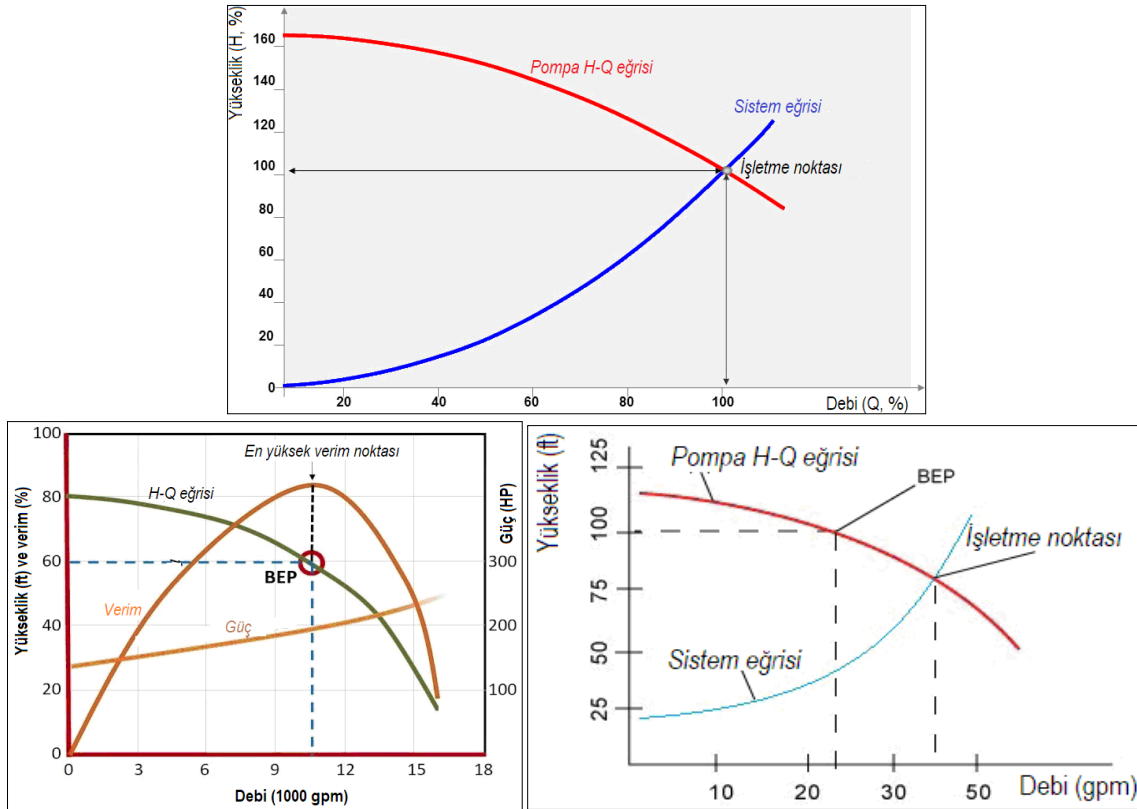 Yükseklik (H, %)
160
140
120
100
80
60
40
20
0
Pompa H-Q eğrisi
Sistem eğrisi
İşletme noktası
20
40
60
80
100
Debi (Q, %)
Yükseklik (ft) ve verim (%)
100
80
60
40
20
0
En yüksek verim noktası
H-Q eğrisi
BEP
Verim
Güç
Güç (HP)
300
200
100
0
3
6
9
12
15
18
Debi (1000 gpm)
Yükseklik (ft)
125
100
75
50
25
Pompa H-Q eğrisi
BEP
İşletme noktası
Sistem eğrisi
10
20
30
50
Debi (gpm)